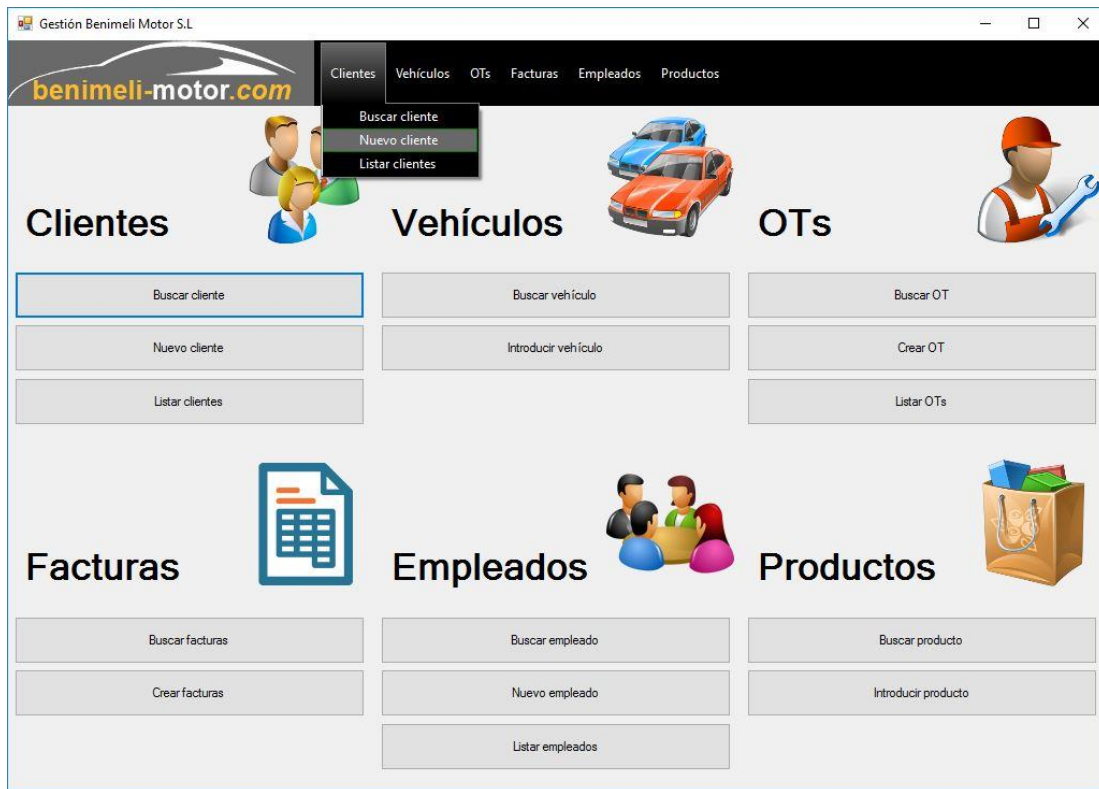 Gestión Benimeli Motor S.L
benimeli-motor.com
Clientes Vehículos OTs Facturas Empleados Productos
Buscar cliente
Nuevo cliente
Listar clientes
Clientes Vehículos OTs
Buscar cliente Buscar vehículo Buscar OT
Nuevo cliente Introducir vehículo Crear OT
Listar clientes Listar OTs
Facturas Empleados Productos
Buscar facturas Buscar empleado Buscar producto
Crear facturas Nuevo empleado Introducir producto
Listar empleados